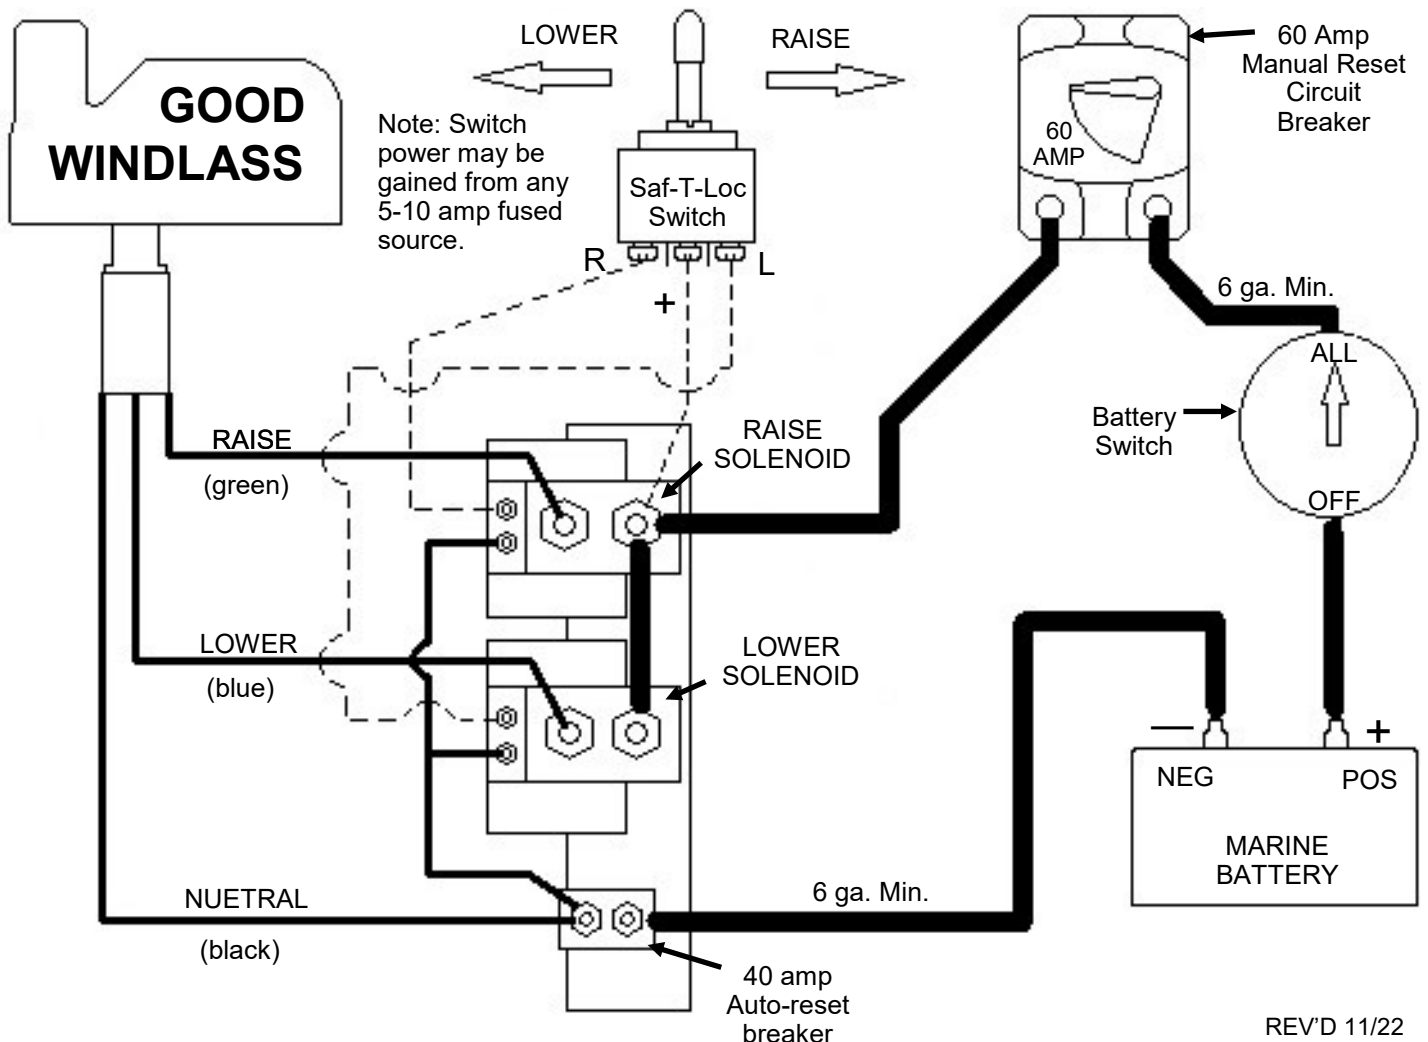 GOOD
WINDLASS
LOWER
RAISE
Note: Switch
power may be
gained from any
5-10 amp fused
source.
Saf-T-Loc
Switch
R
+
L
60
AMP
60 Amp
Manual Reset
Circuit
Breaker
6 ga. Min.
ALL
OFF
Battery
Switch
RAISE
(green)
RAISE
SOLENOID
LOWER
(blue)
LOWER
SOLENOID
— +
NEG POS
MARINE
BATTERY
NUETRAL
(black)
6 ga. Min.
40 amp
Auto-reset
breaker
REV'D 11/22